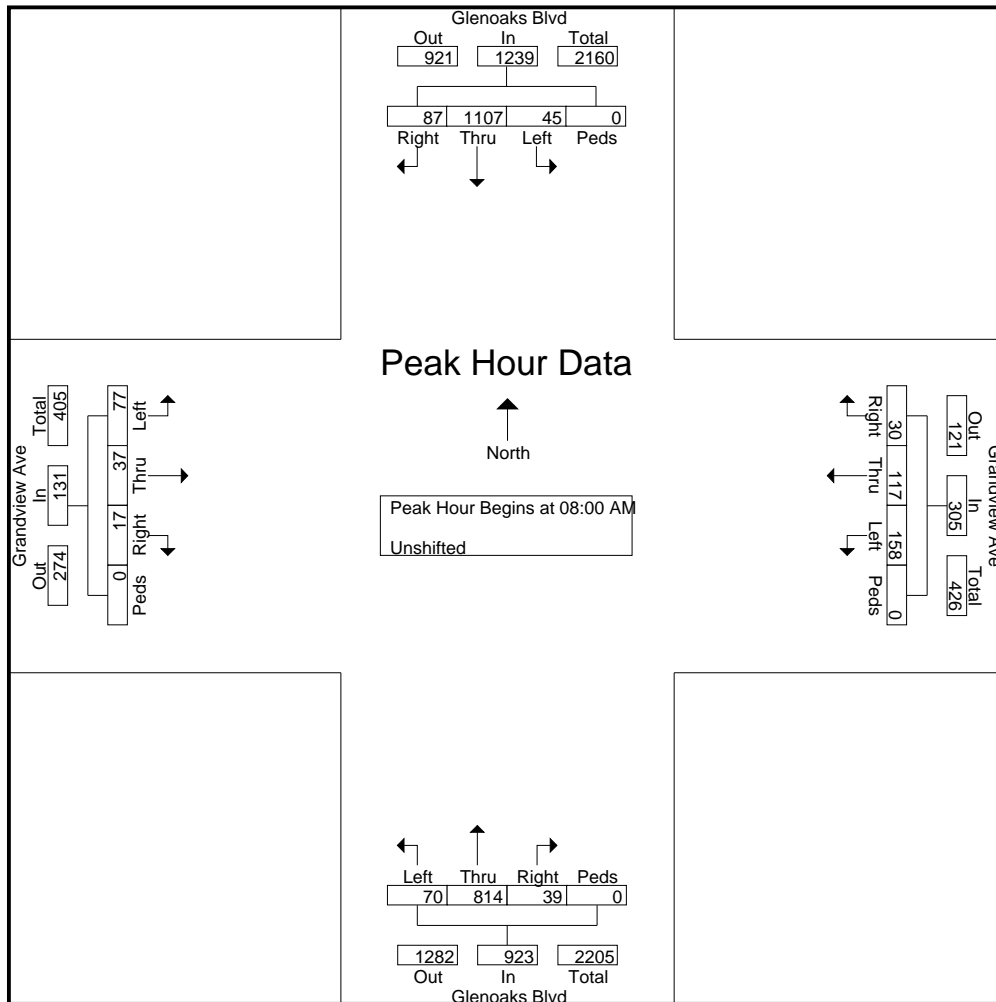 Glenoaks Blvd
Out In Total
921 1239 2160
87 1107 45 0
Right Thru Left Peds
Peak Hour Data
North
Peak Hour Begins at 08:00 AM
Unshifted
Grandview Ave
Total In Out
405 131 274
77 37 17 0
Left Thru Right Peds
Right Thru Left Peds
30 117 158 0
Out In Total
121 305 426
Grandview Ave
Left Thru Right Peds
70 814 39 0
1282 923 2205
Out In Total
Glenoaks Blvd